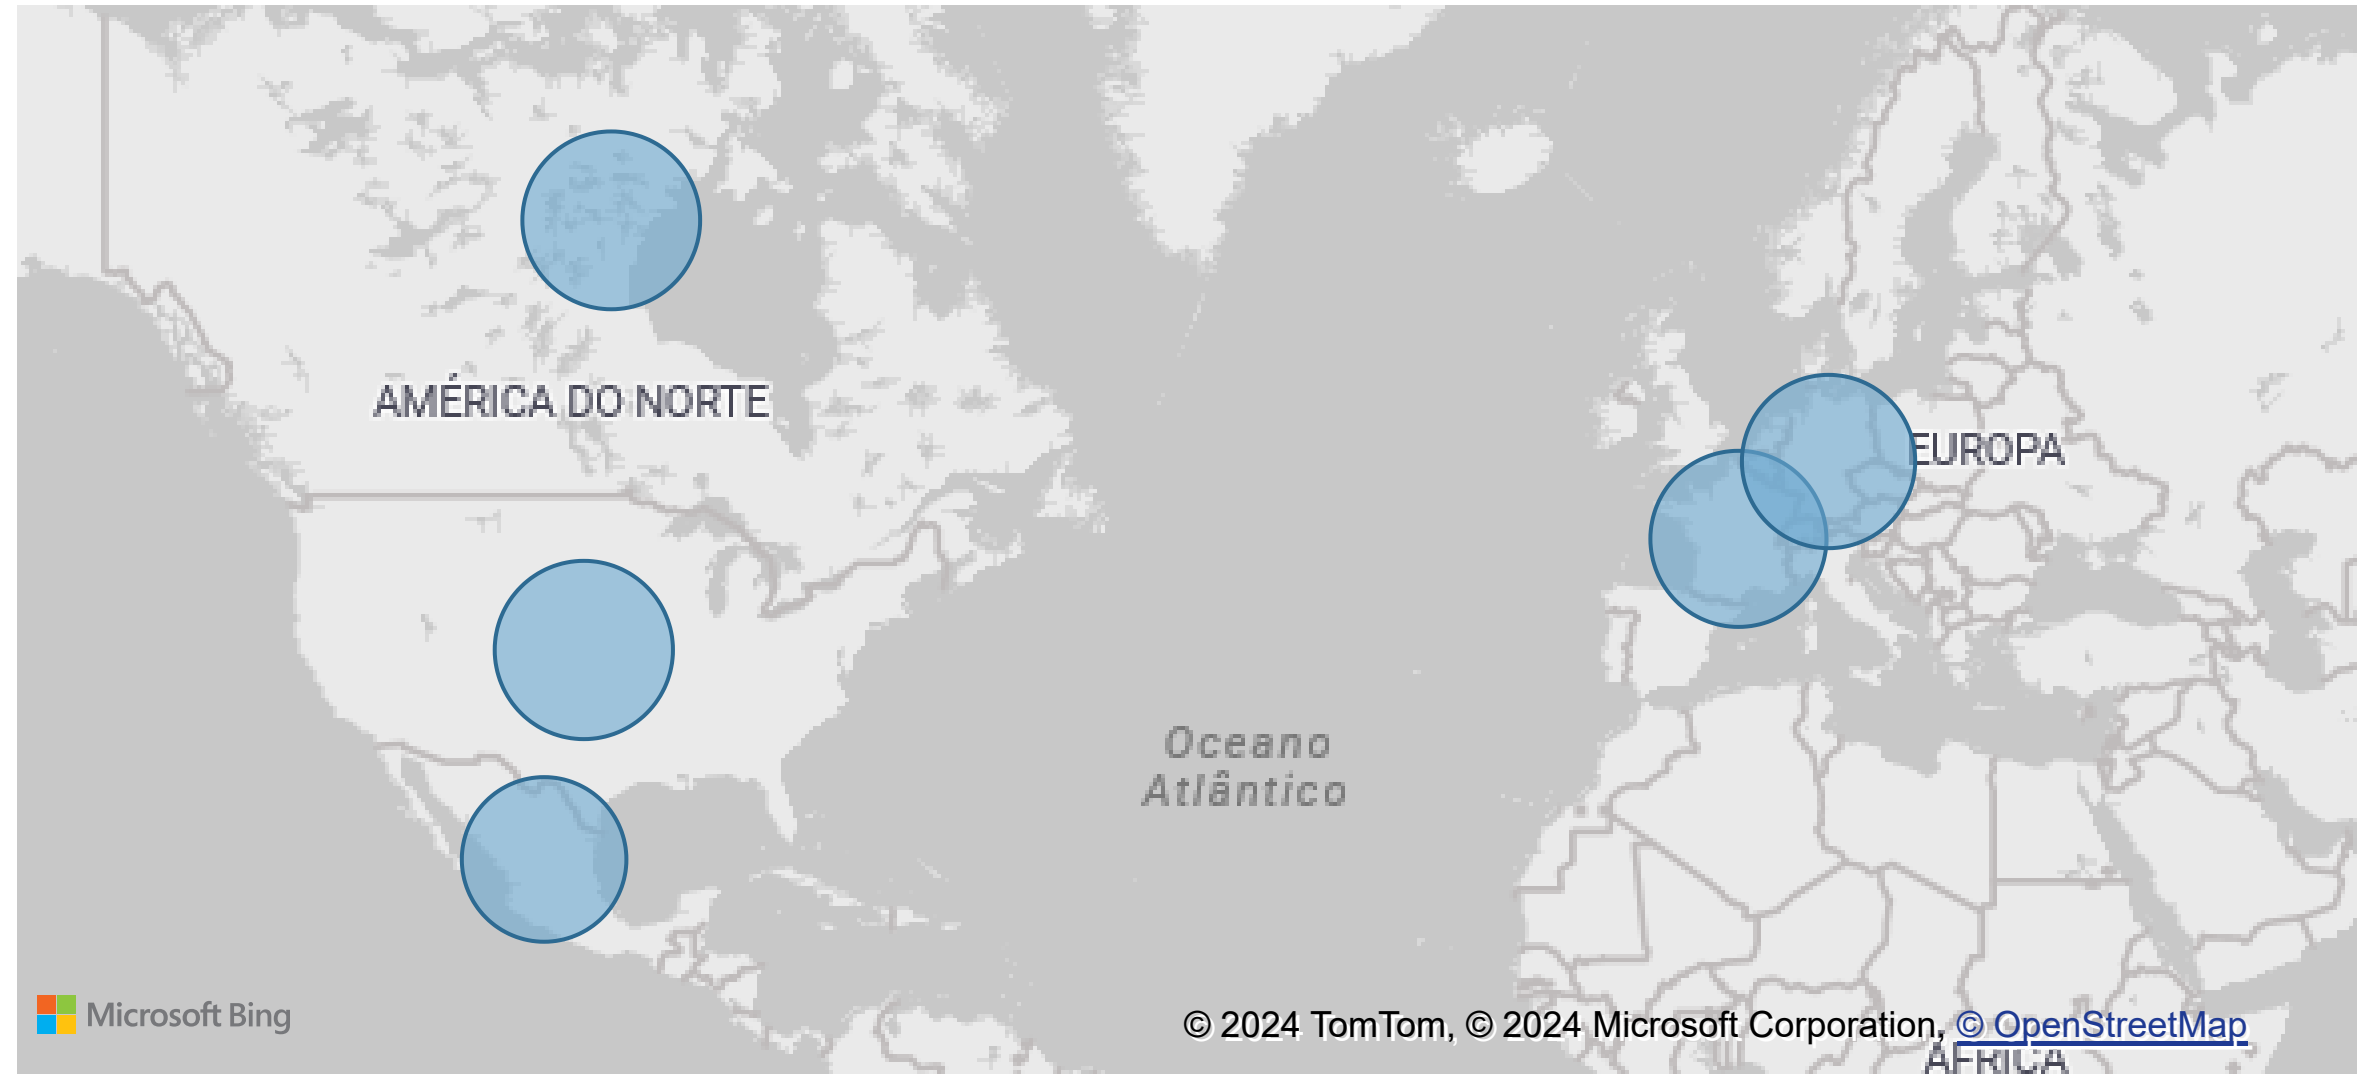 AMÉRICA DO NORTE
EUROPA
Oceano
Atlântico
Microsoft Bing
© 2024 TomTom, © 2024 Microsoft Corporation, © OpenStreetMap
ÁFRICA